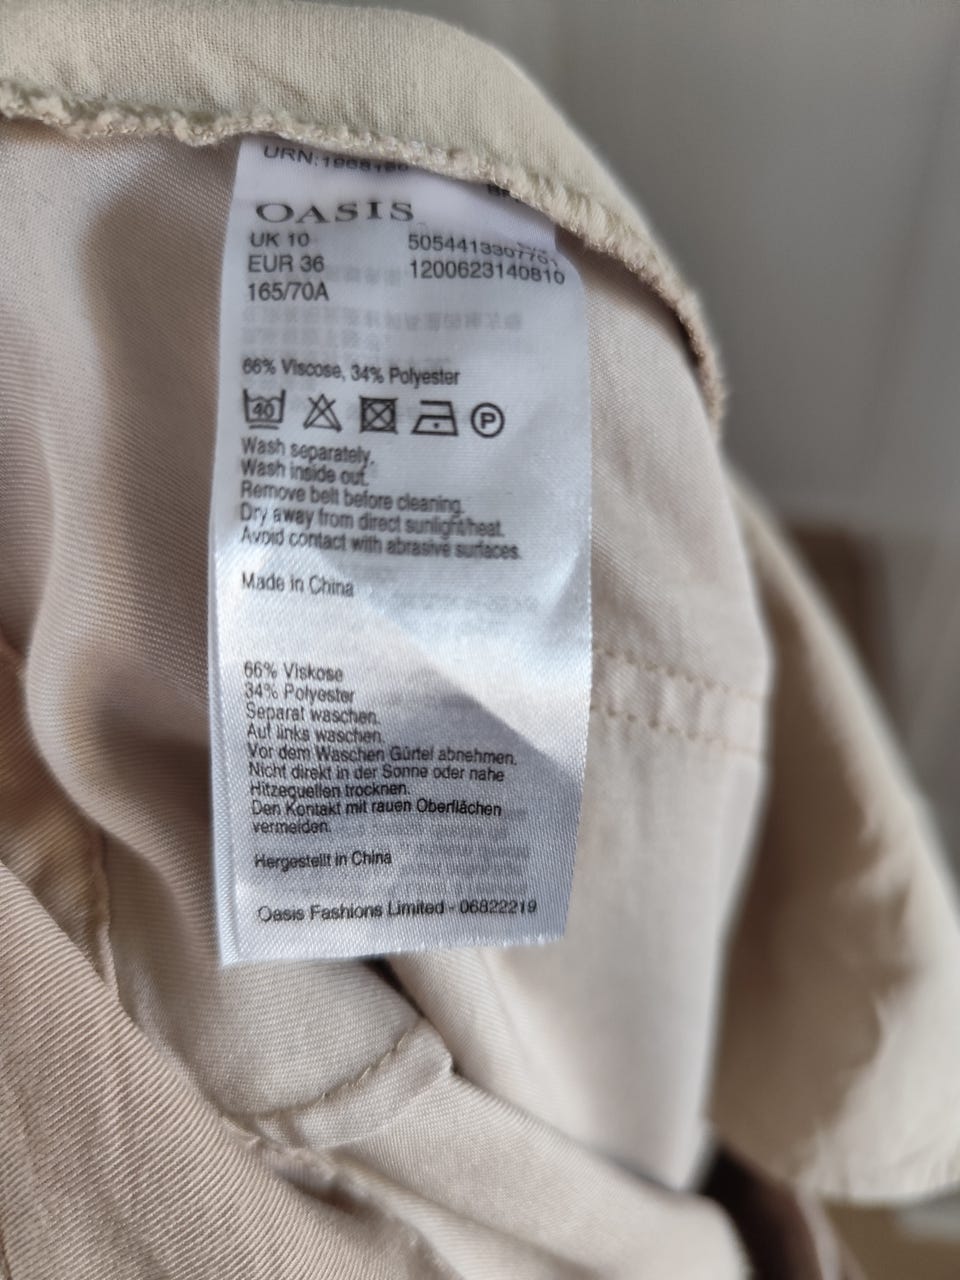 OASIS
UK 10
EUR 36
1200623140810
165/70A
66% Viscose, 34% Polyester
40 P
Wash separately.
Wash inside out.
Remove belt before cleaning.
Dry away from direct sunlight/heat.
Avoid contact with abrasive surfaces.
Made in China
66% Viskose
34% Polyester
Separat waschen.
Auf links waschen.
Vor dem Waschen Gürtel abnehmen.
Nicht direkt in der Sonne oder nahe
Hitzequellen trocknen.
Den Kontakt mit rauen Oberflächen
vermeiden.
Hergestellt in China
Oasis Fashions Limited - 06822219